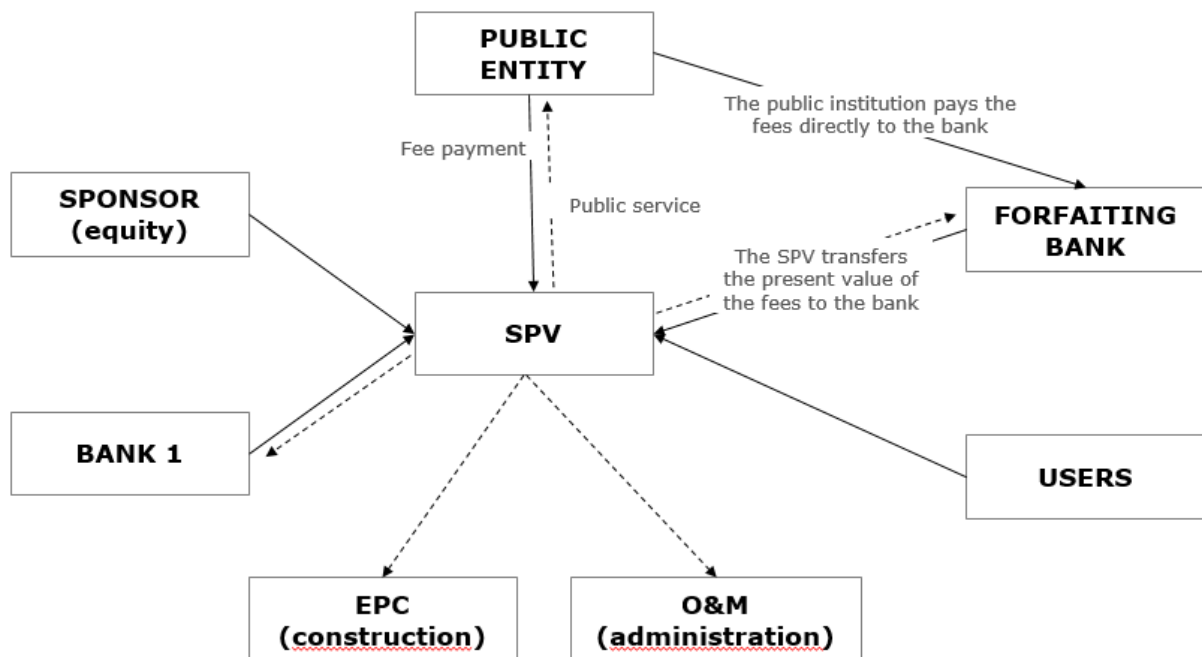 PUBLIC
ENTITY
The public institution pays the
fees directly to the bank
Fee payment
SPONSOR
(equity)
Public service
FORFAITING
BANK
The SPV transfers
the present value of
the fees to the bank
SPV
BANK 1
USERS
EPC
(construction)
O&M
(administration)